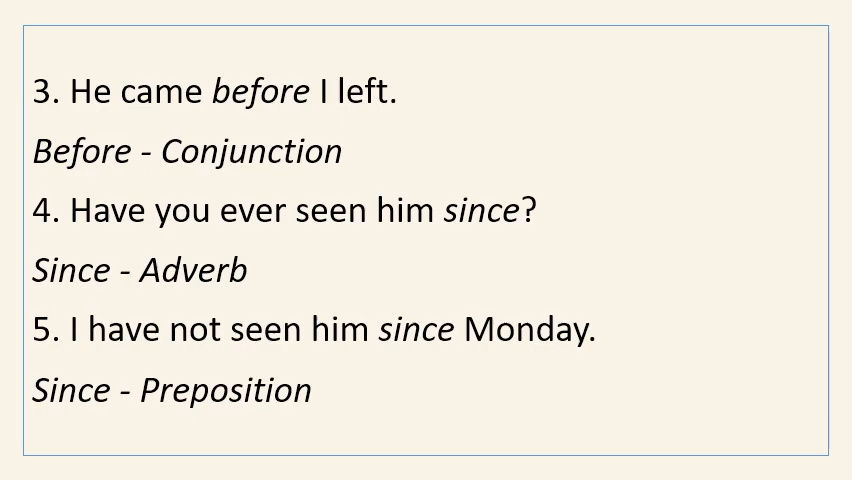 3. He came before I left.
Before - Conjunction
4. Have you ever seen him since?
Since - Adverb
5. I have not seen him since Monday.
Since - Preposition